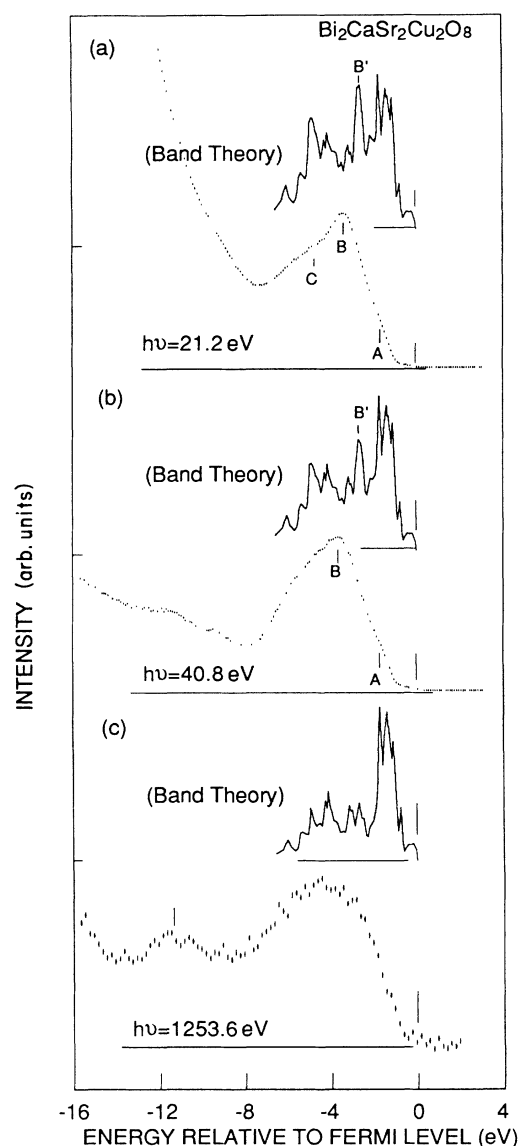 Bi₂CaSr₂Cu₂O₈
(a)
B'
(Band Theory)
B
C
hυ=21.2 eV
A
(b)
B'
(Band Theory)
B
hυ=40.8 eV
A
(c)
(Band Theory)
hυ=1253.6 eV
INTENSITY (arb. units)
-16 -12 -8 -4 0 4
ENERGY RELATIVE TO FERMI LEVEL (eV)